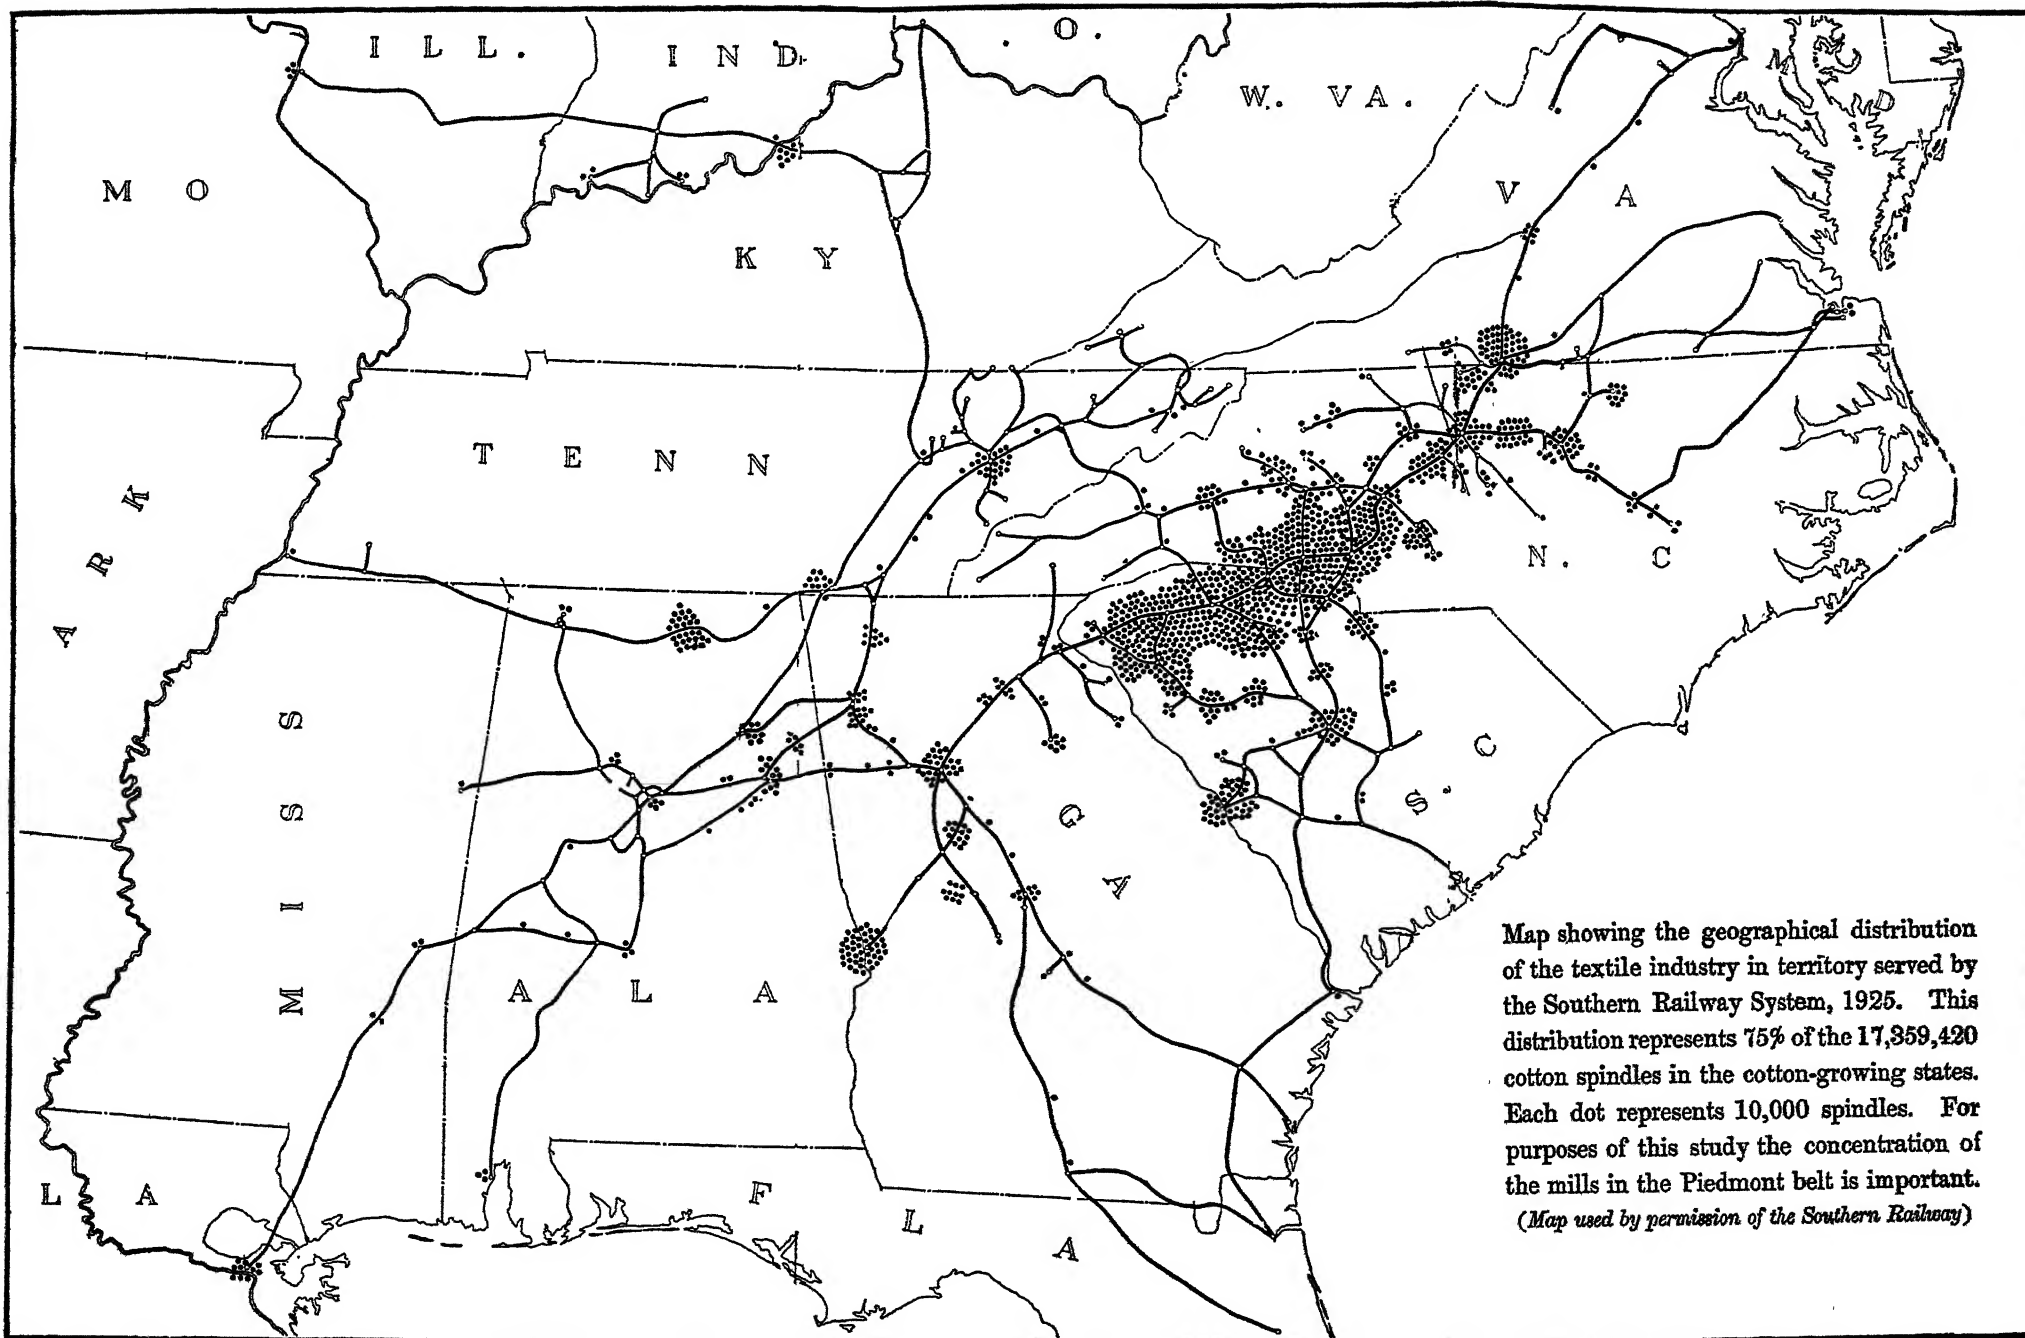 ILL.
IND.
O.
W. VA.
MD
MO
KY
VA
TENN
ARK
N. C
MISS
S. C
GA
ALA
LA
FLA
Map showing the geographical distribution
of the textile industry in territory served by
the Southern Railway System, 1925. This
distribution represents 75% of the 17,359,420
cotton spindles in the cotton-growing states.
Each dot represents 10,000 spindles. For
purposes of this study the concentration of
the mills in the Piedmont belt is important.
(Map used by permission of the Southern Railway)